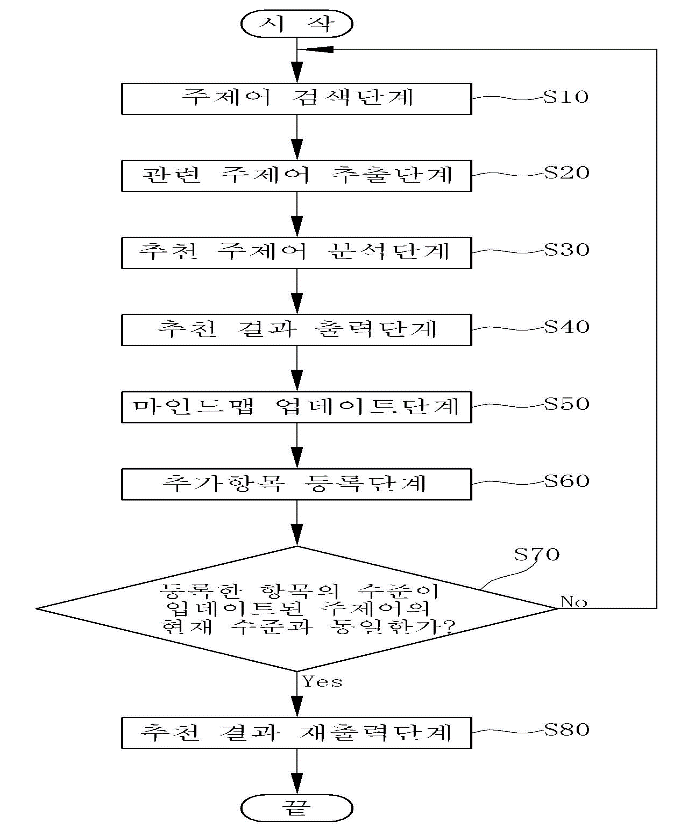 시 작
주제어 검색단계
S10
관련 주제어 추출단계
S20
추천 주제어 분석단계
S30
추천 결과 출력단계
S40
마인드맵 업데이트단계
S50
추가항목 등록단계
S60
S70
등록한 항목의 수준이
업데이트된 주제어의
현재 수준과 동일한가?
No
Yes
추천 결과 재출력단계
S80
끝